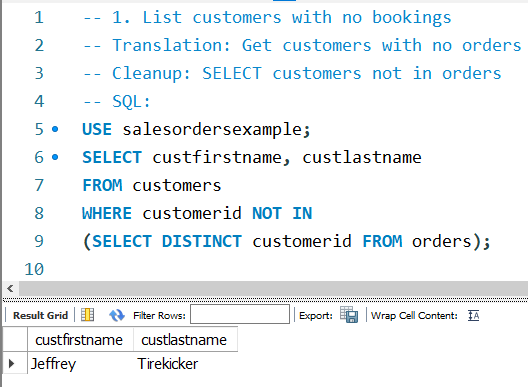 1 -- 1. List customers with no bookings
2 -- Translation: Get customers with no orders
3 -- Cleanup: SELECT customers not in orders
4 -- SQL:
5 USE salesordersexample;
6 SELECT custfirstname, custlastname
7 FROM customers
8 WHERE customerid NOT IN
9 (SELECT DISTINCT customerid FROM orders);
10
Result Grid Filter Rows: Export: Wrap Cell Content: IA
custfirstname custlastname
Jeffrey Tirekicker